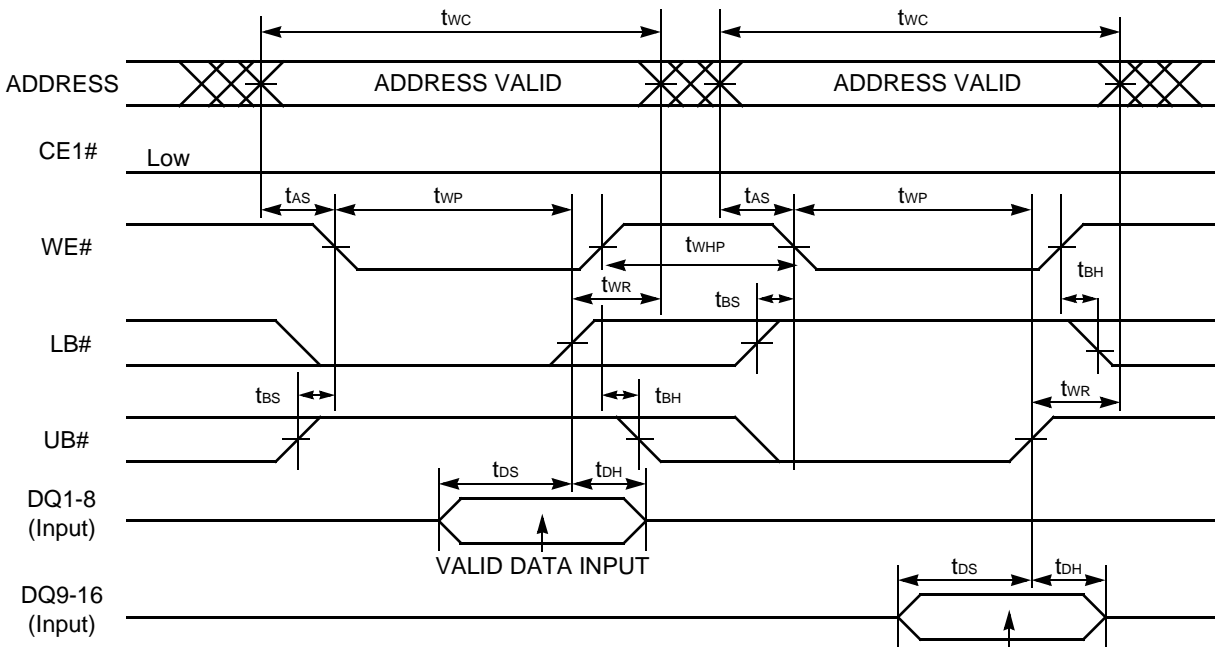 tWC tWC
ADDRESS ADDRESS VALID ADDRESS VALID
CE1# Low
tAS tWP tAS tWP
WE#
tWHP tBH
tWR tBS
LB#
tBS tBH tWR
UB#
tDS tDH
DQ1-8
(Input)
VALID DATA INPUT
tDS tDH
DQ9-16
(Input)